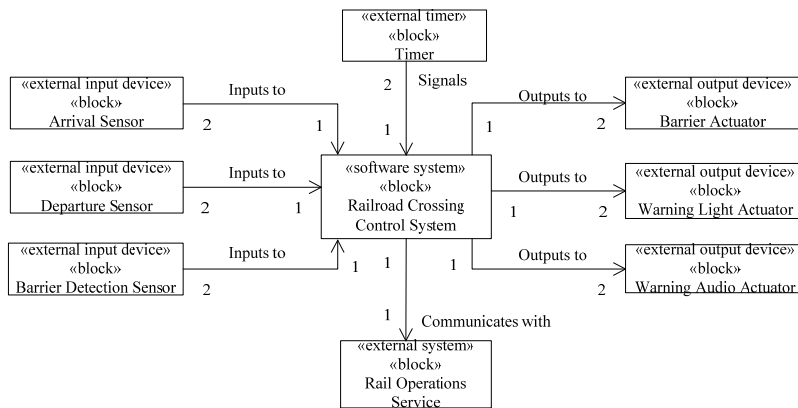 «external timer»
«block»
Timer
2
Signals
1
«external input device»
«block»
Arrival Sensor
Inputs to
2
1
«external input device»
«block»
Departure Sensor
Inputs to
2
1
«external input device»
«block»
Barrier Detection Sensor
Inputs to
2
1
«software system»
«block»
Railroad Crossing
Control System
Outputs to
1
2
«external output device»
«block»
Barrier Actuator
Outputs to
1
2
«external output device»
«block»
Warning Light Actuator
Outputs to
1
2
«external output device»
«block»
Warning Audio Actuator
1
1
Communicates with
«external system»
«block»
Rail Operations
Service